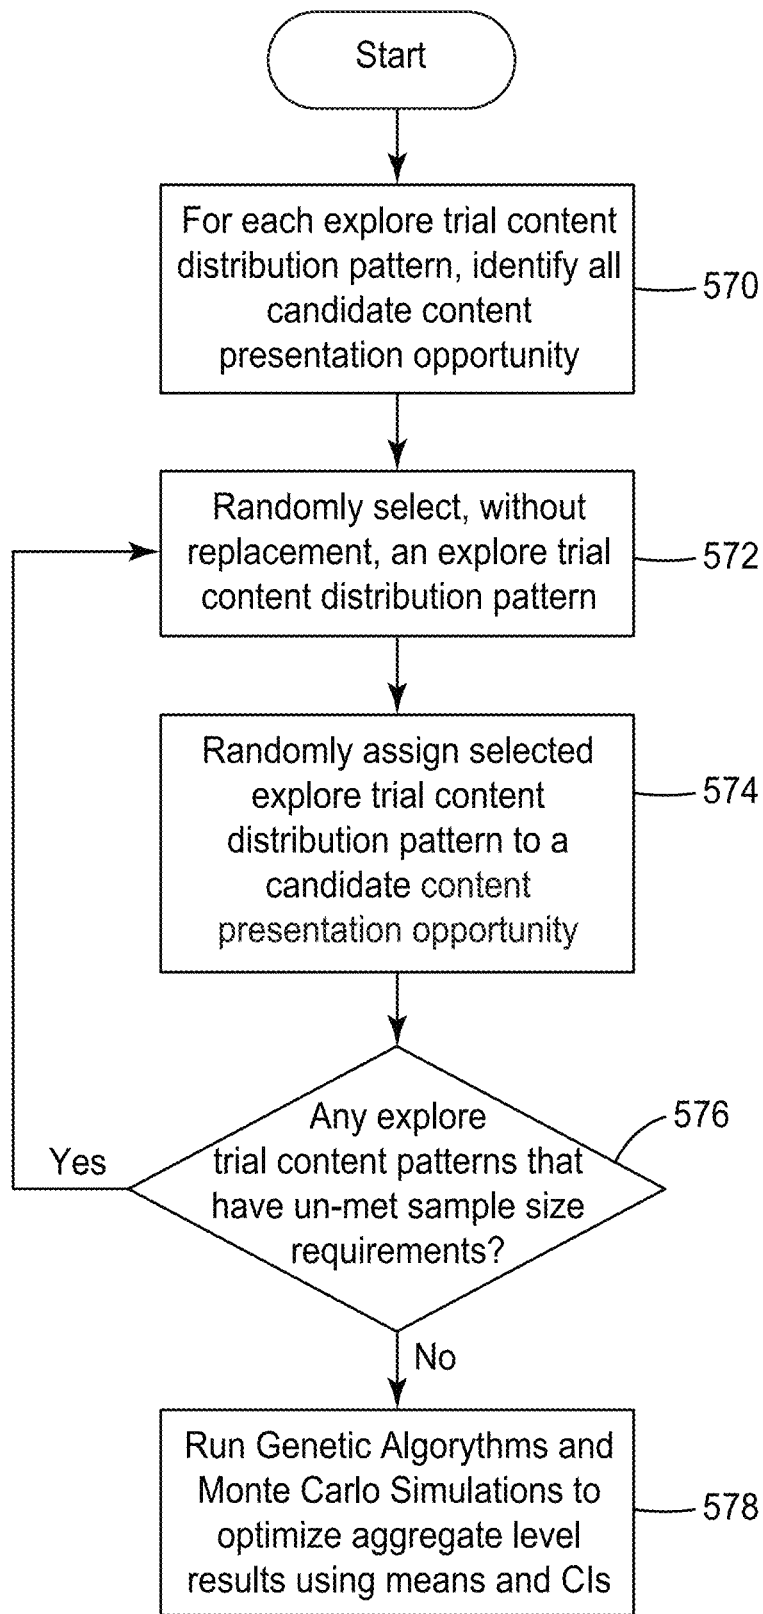 Start
For each explore trial content
distribution pattern, identify all
candidate content
presentation opportunity
570
Randomly select, without
replacement, an explore trial
content distribution pattern
572
Randomly assign selected
explore trial content
distribution pattern to a
candidate content
presentation opportunity
574
Any explore
trial content patterns that
have un-met sample size
requirements?
576
Yes
No
Run Genetic Algorythms and
Monte Carlo Simulations to
optimize aggregate level
results using means and CIs
578